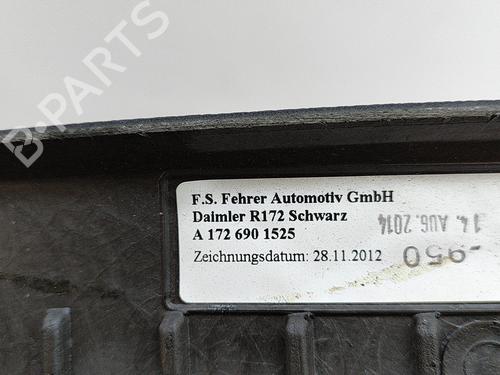 B-PARTS
F.S. Fehrer Automotiv GmbH
Daimler R172 Schwarz
A 172 690 1525
Zeichnungsdatum: 28.11.2012
14. AUG. 2014
-950